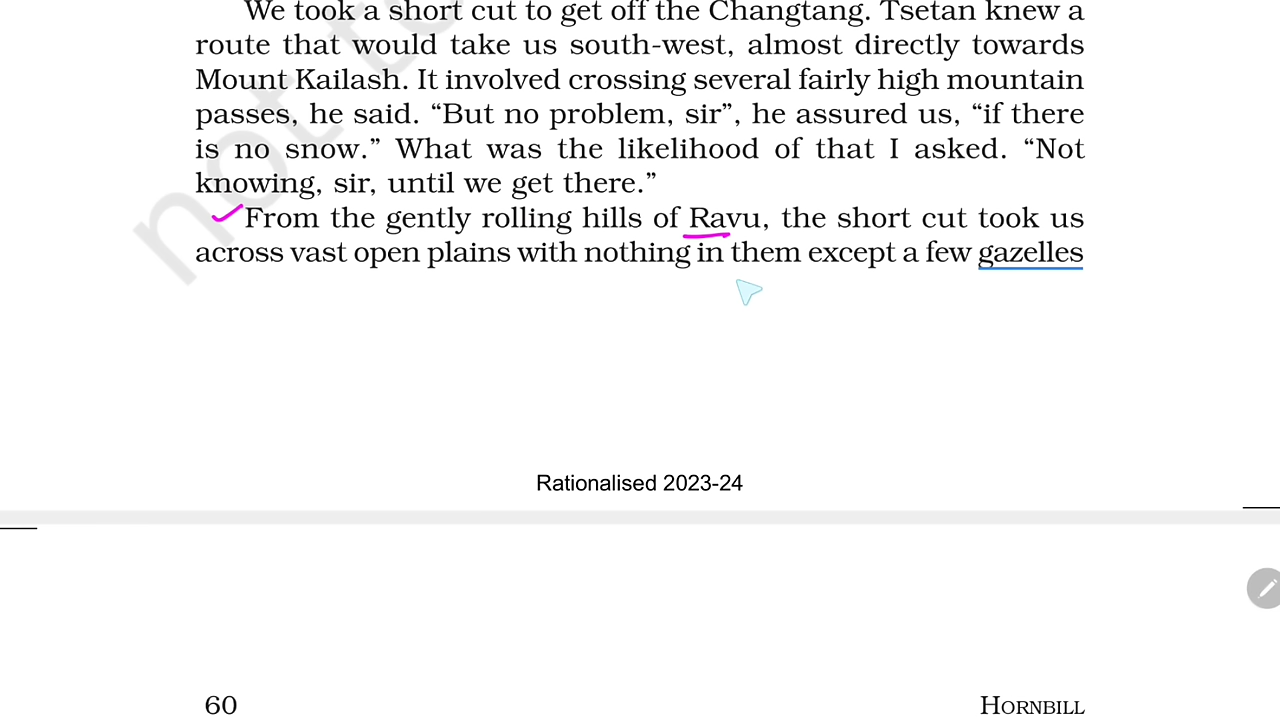 We took a short cut to get off the Changtang. Tsetan knew a
route that would take us south-west, almost directly towards
Mount Kailash. It involved crossing several fairly high mountain
passes, he said. “But no problem, sir”, he assured us, “if there
is no snow.” What was the likelihood of that I asked. “Not
knowing, sir, until we get there.”
From the gently rolling hills of Ravu, the short cut took us
across vast open plains with nothing in them except a few gazelles
Rationalised 2023-24
60 HORNBILL
not t